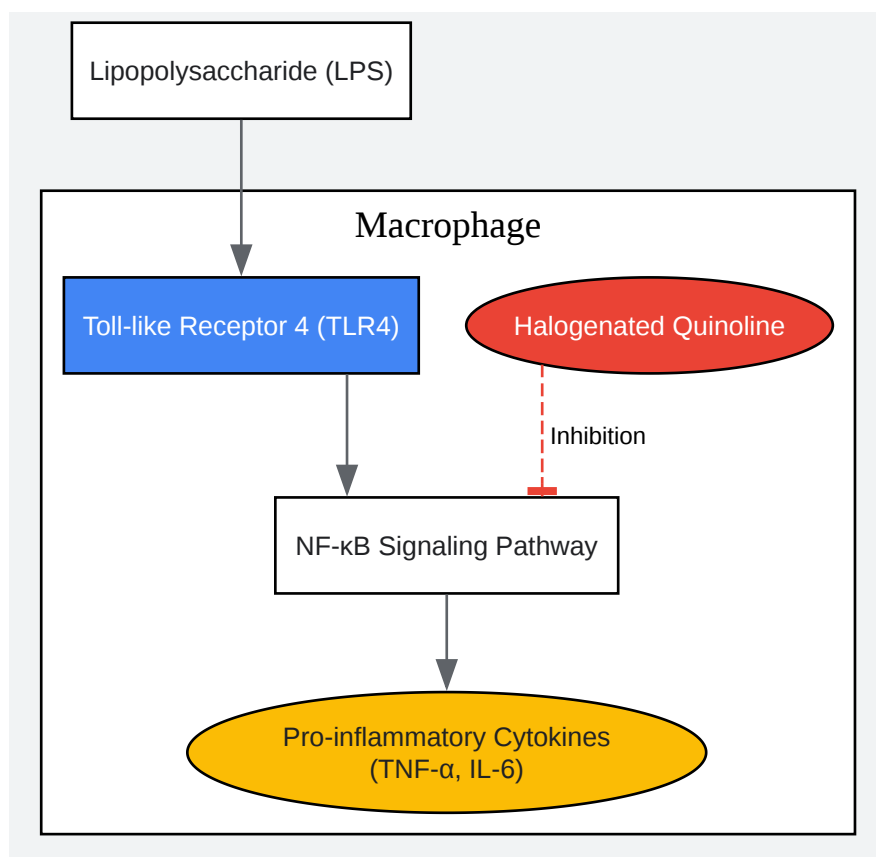 Lipopolysaccharide (LPS)
Macrophage
Toll-like Receptor 4 (TLR4)
Halogenated Quinoline
Inhibition
NF-κB Signaling Pathway
Pro-inflammatory Cytokines
(TNF-α, IL-6)